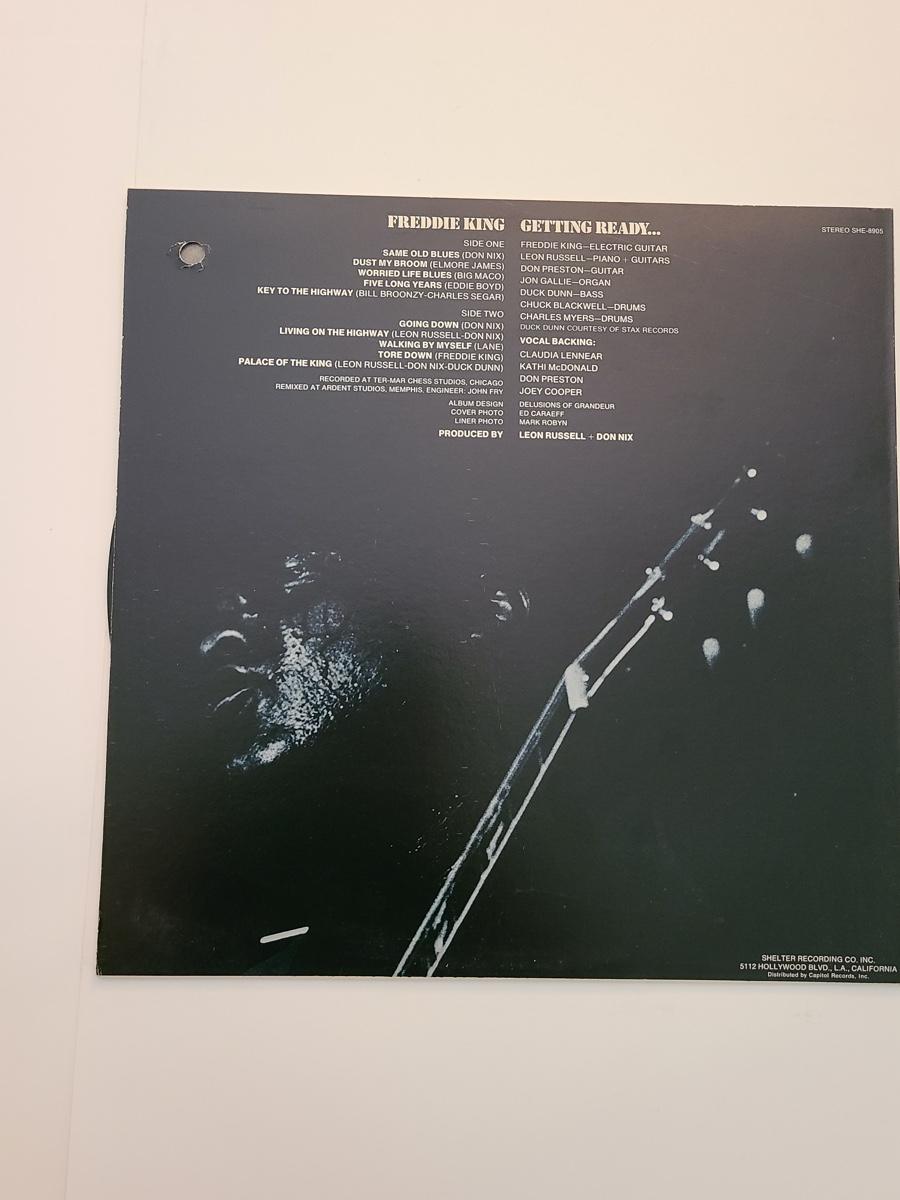 FREDDIE KING
SIDE ONE
SAME OLD BLUES (DON NIX)
DUST MY BROOM (ELMORE JAMES)
WORRIED LIFE BLUES (BIG MACO)
FIVE LONG YEARS (EDDIE BOYD)
KEY TO THE HIGHWAY (BILL BROONZY-CHARLES SEGAR)
SIDE TWO
GOING DOWN (DON NIX)
LIVING ON THE HIGHWAY (LEON RUSSELL-DON NIX)
WALKING BY MYSELF (LANE)
TORE DOWN (FREDDIE KING)
PALACE OF THE KING (LEON RUSSELL-DON NIX-DUCK DUNN)
RECORDED AT TER-MAR CHESS STUDIOS, CHICAGO
REMIXED AT ARDENT STUDIOS, MEMPHIS, ENGINEER: JOHN FRY
GETTING READY...
FREDDIE KING—ELECTRIC GUITAR
LEON RUSSELL—PIANO + GUITARS
DON PRESTON—GUITAR
JON GALLIE—ORGAN
DUCK DUNN—BASS
CHUCK BLACKWELL—DRUMS
CHARLES MYERS—DRUMS
DUCK DUNN COURTESY OF STAX RECORDS
VOCAL BACKING:
CLAUDIA LENNEAR
KATHI McDONALD
DON PRESTON
JOEY COOPER
ALBUM DESIGN DELUSIONS OF GRANDEUR
COVER PHOTO ED CARAEFF
LINER PHOTO MARK ROBYN
PRODUCED BY LEON RUSSELL + DON NIX
STEREO SHE-8905
SHELTER RECORDING CO. INC.
5112 HOLLYWOOD BLVD., L.A., CALIFORNIA
Distributed by Capitol Records, Inc.